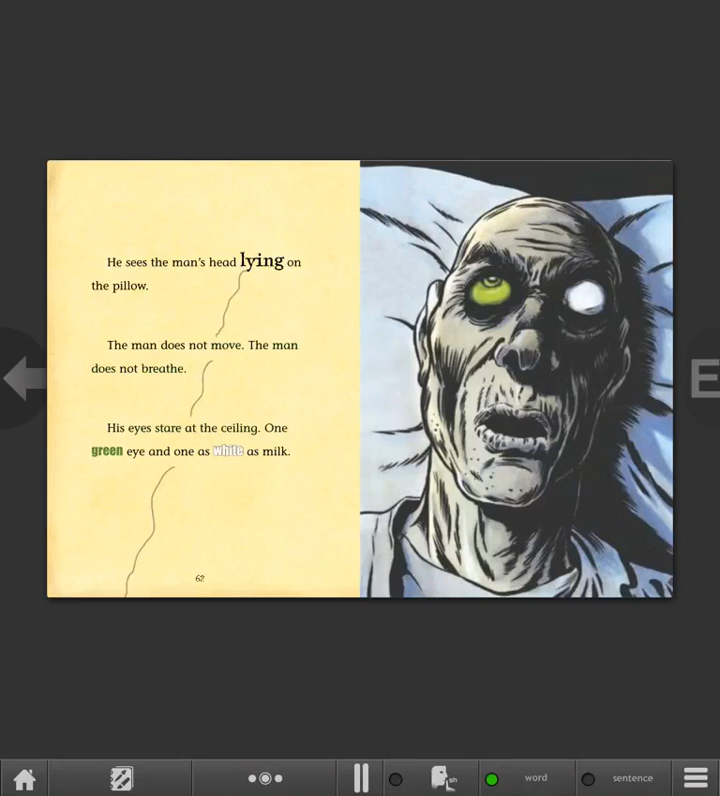 He sees the man's head lying on
the pillow.
The man does not move. The man
does not breathe.
His eyes stare at the ceiling. One
green eye and one as white as milk.
62
E
sh
word
sentence